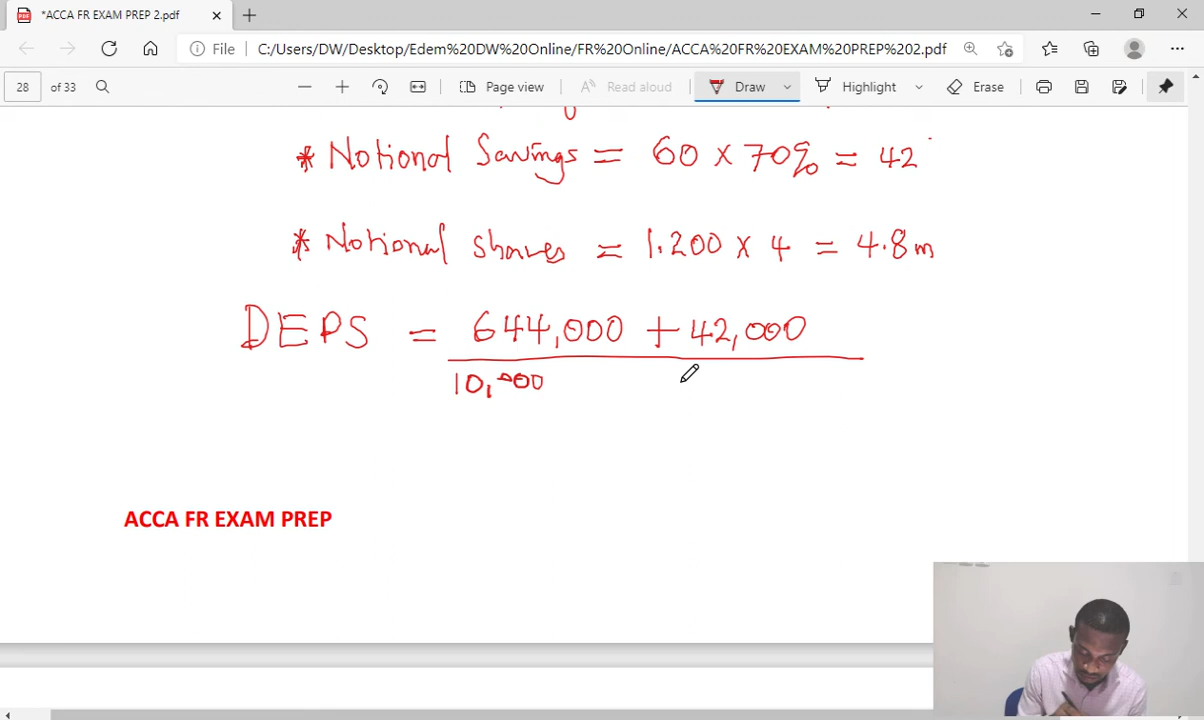 *ACCA FR EXAM PREP 2.pdf
File C:/Users/DW/Desktop/Edem%20DW%20Online/FR%20Online/ACCA%20FR%20EXAM%20PREP%202.pdf
28 of 33 Page view Read aloud Draw Highlight Erase
* Notional Savings = 60 x 70% = 42
* Notional shares = 1.200 x 4 = 4.8m
DEPS = 644,000 + 42,000
10,000
ACCA FR EXAM PREP